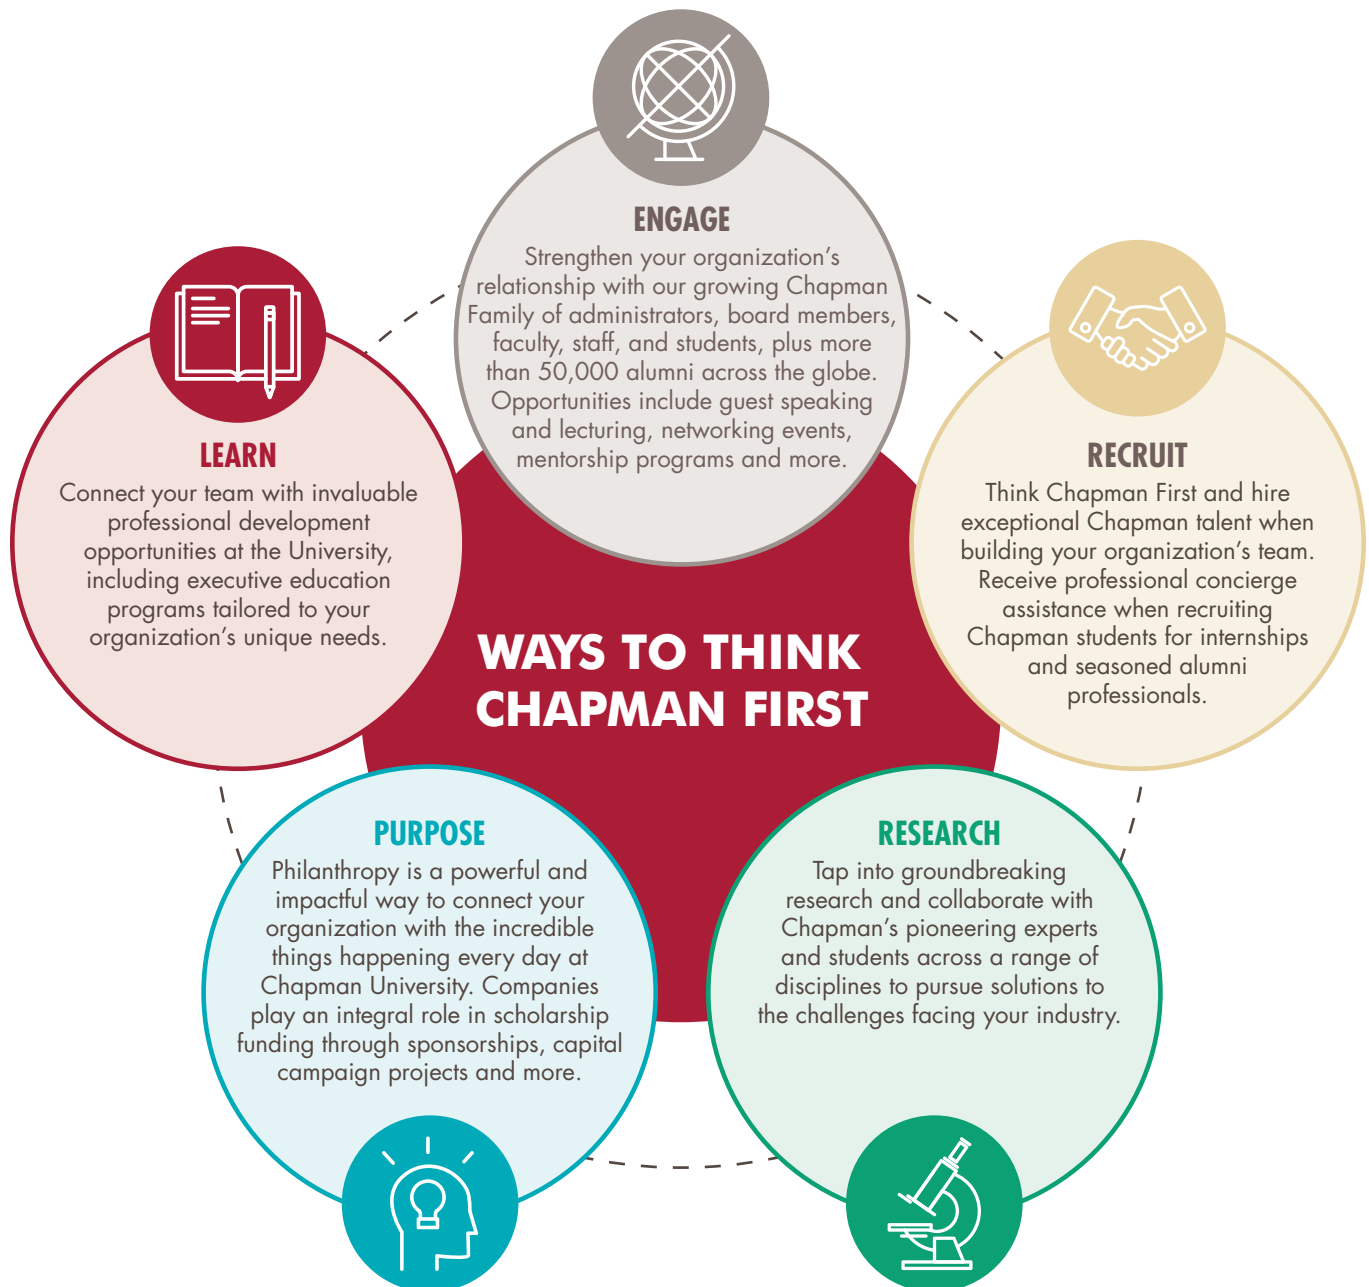 ENGAGE
Strengthen your organization's
relationship with our growing Chapman
Family of administrators, board members,
faculty, staff, and students, plus more
than 50,000 alumni across the globe.
Opportunities include guest speaking
and lecturing, networking events,
mentorship programs and more.
LEARN
Connect your team with invaluable
professional development
opportunities at the University,
including executive education
programs tailored to your
organization's unique needs.
RECRUIT
Think Chapman First and hire
exceptional Chapman talent when
building your organization's team.
Receive professional concierge
assistance when recruiting
Chapman students for internships
and seasoned alumni
professionals.
WAYS TO THINK
CHAPMAN FIRST
PURPOSE
Philanthropy is a powerful and
impactful way to connect your
organization with the incredible
things happening every day at
Chapman University. Companies
play an integral role in scholarship
funding through sponsorships, capital
campaign projects and more.
RESEARCH
Tap into groundbreaking
research and collaborate with
Chapman's pioneering experts
and students across a range of
disciplines to pursue solutions to
the challenges facing your industry.